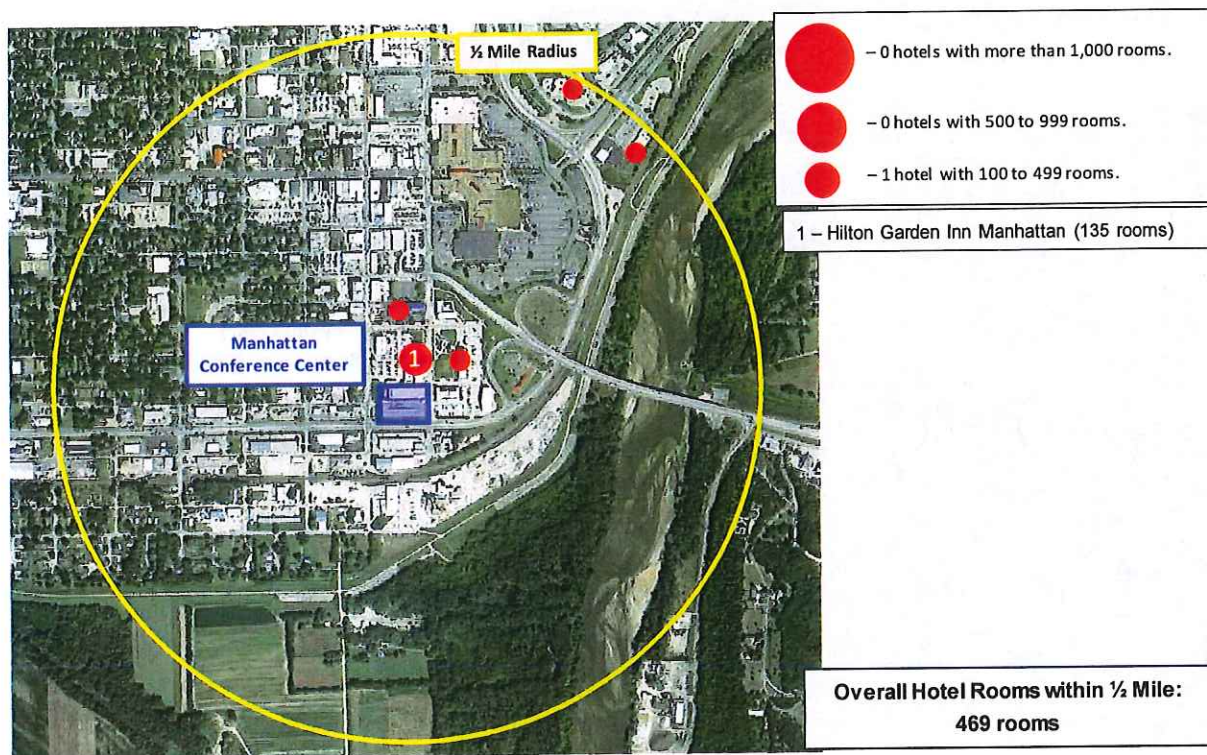 ½ Mile Radius
Manhattan
Conference Center
1
– 0 hotels with more than 1,000 rooms.
– 0 hotels with 500 to 999 rooms.
– 1 hotel with 100 to 499 rooms.
1 – Hilton Garden Inn Manhattan (135 rooms)
Overall Hotel Rooms within ½ Mile:
469 rooms